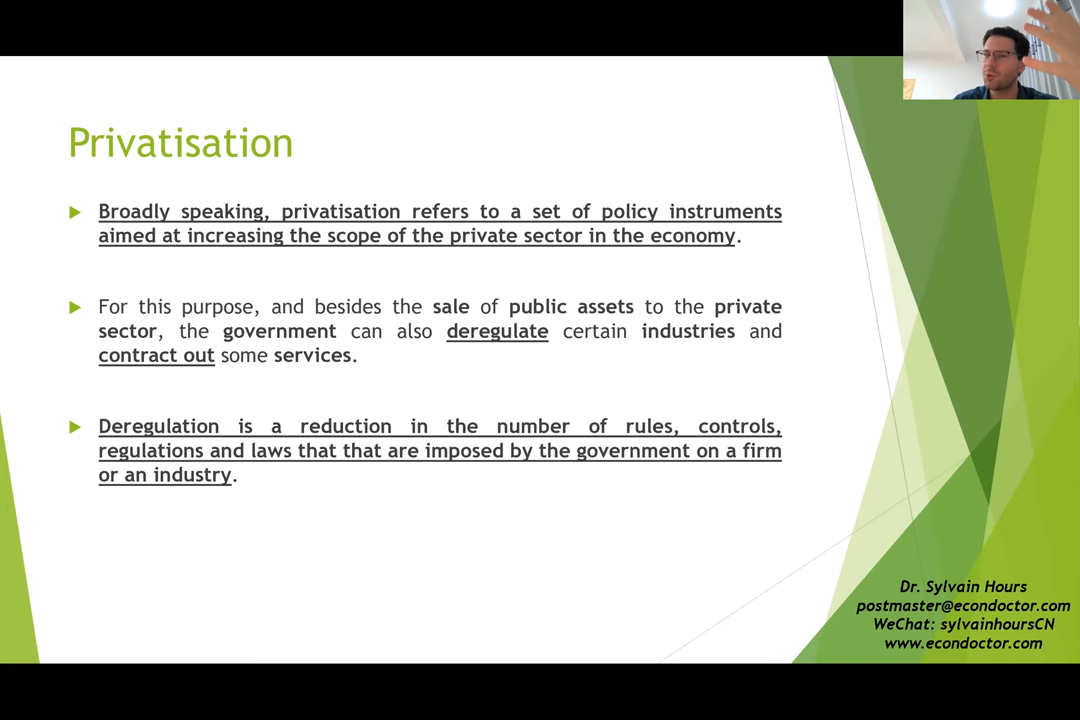 Privatisation
Broadly speaking, privatisation refers to a set of policy instruments
aimed at increasing the scope of the private sector in the economy.
For this purpose, and besides the sale of public assets to the private
sector, the government can also deregulate certain industries and
contract out some services.
Deregulation is a reduction in the number of rules, controls,
regulations and laws that that are imposed by the government on a firm
or an industry.
Dr. Sylvain Hours
postmaster@econdoctor.com
WeChat: sylvainhoursCN
www.econdoctor.com